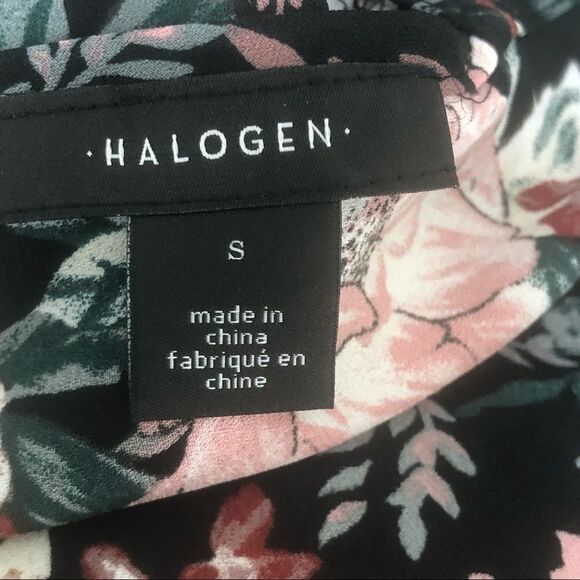 ·HALOGEN·
S
made in
china
fabriqué en
chine